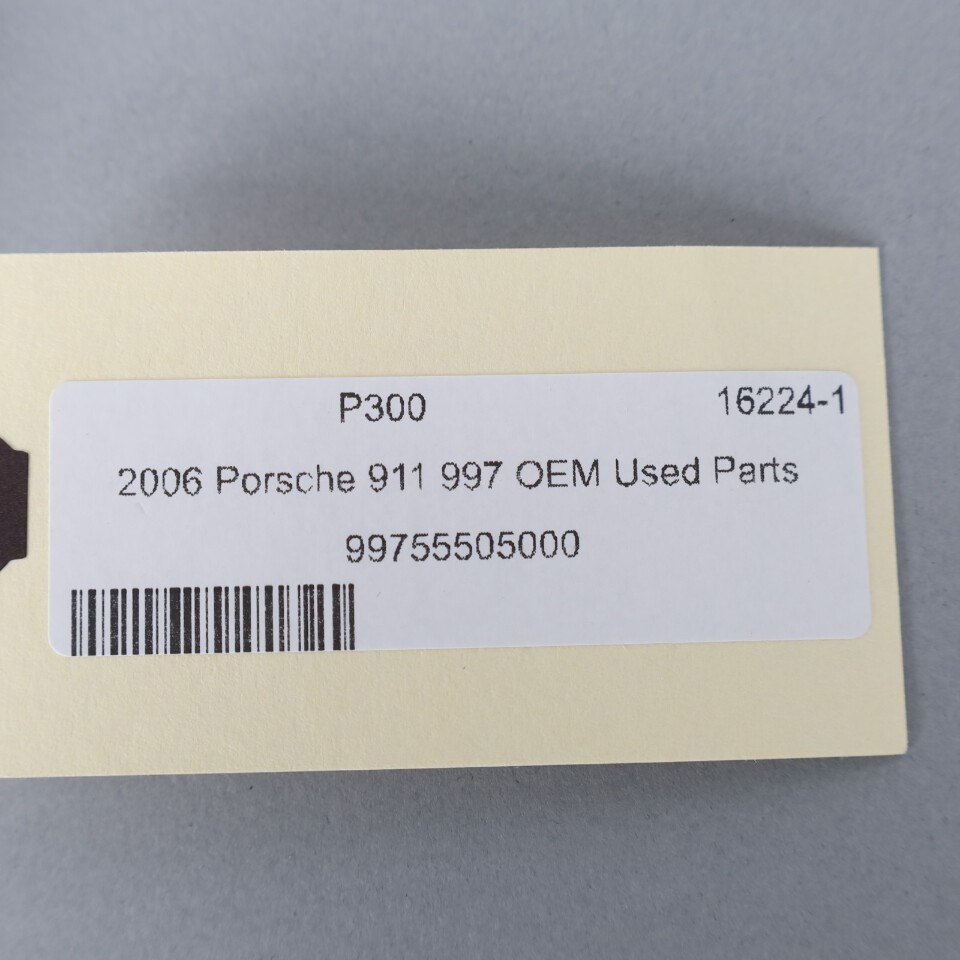 P300 16224-1
2006 Porsche 911 997 OEM Used Parts
99755505000